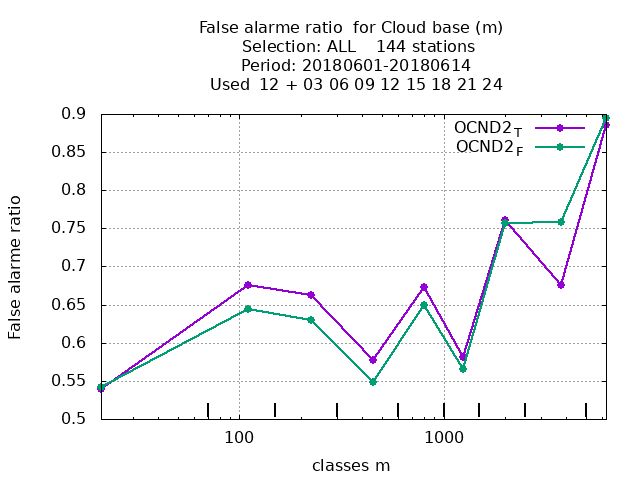 False alarme ratio  for Cloud base (m)
Selection: ALL    144 stations
Period: 20180601-20180614
Used  12 + 03 06 09 12 15 18 21 24
OCND2T
OCND2F
0.9
0.85
0.8
0.75
0.7
0.65
0.6
0.55
0.5
False alarme ratio
100
1000
classes m